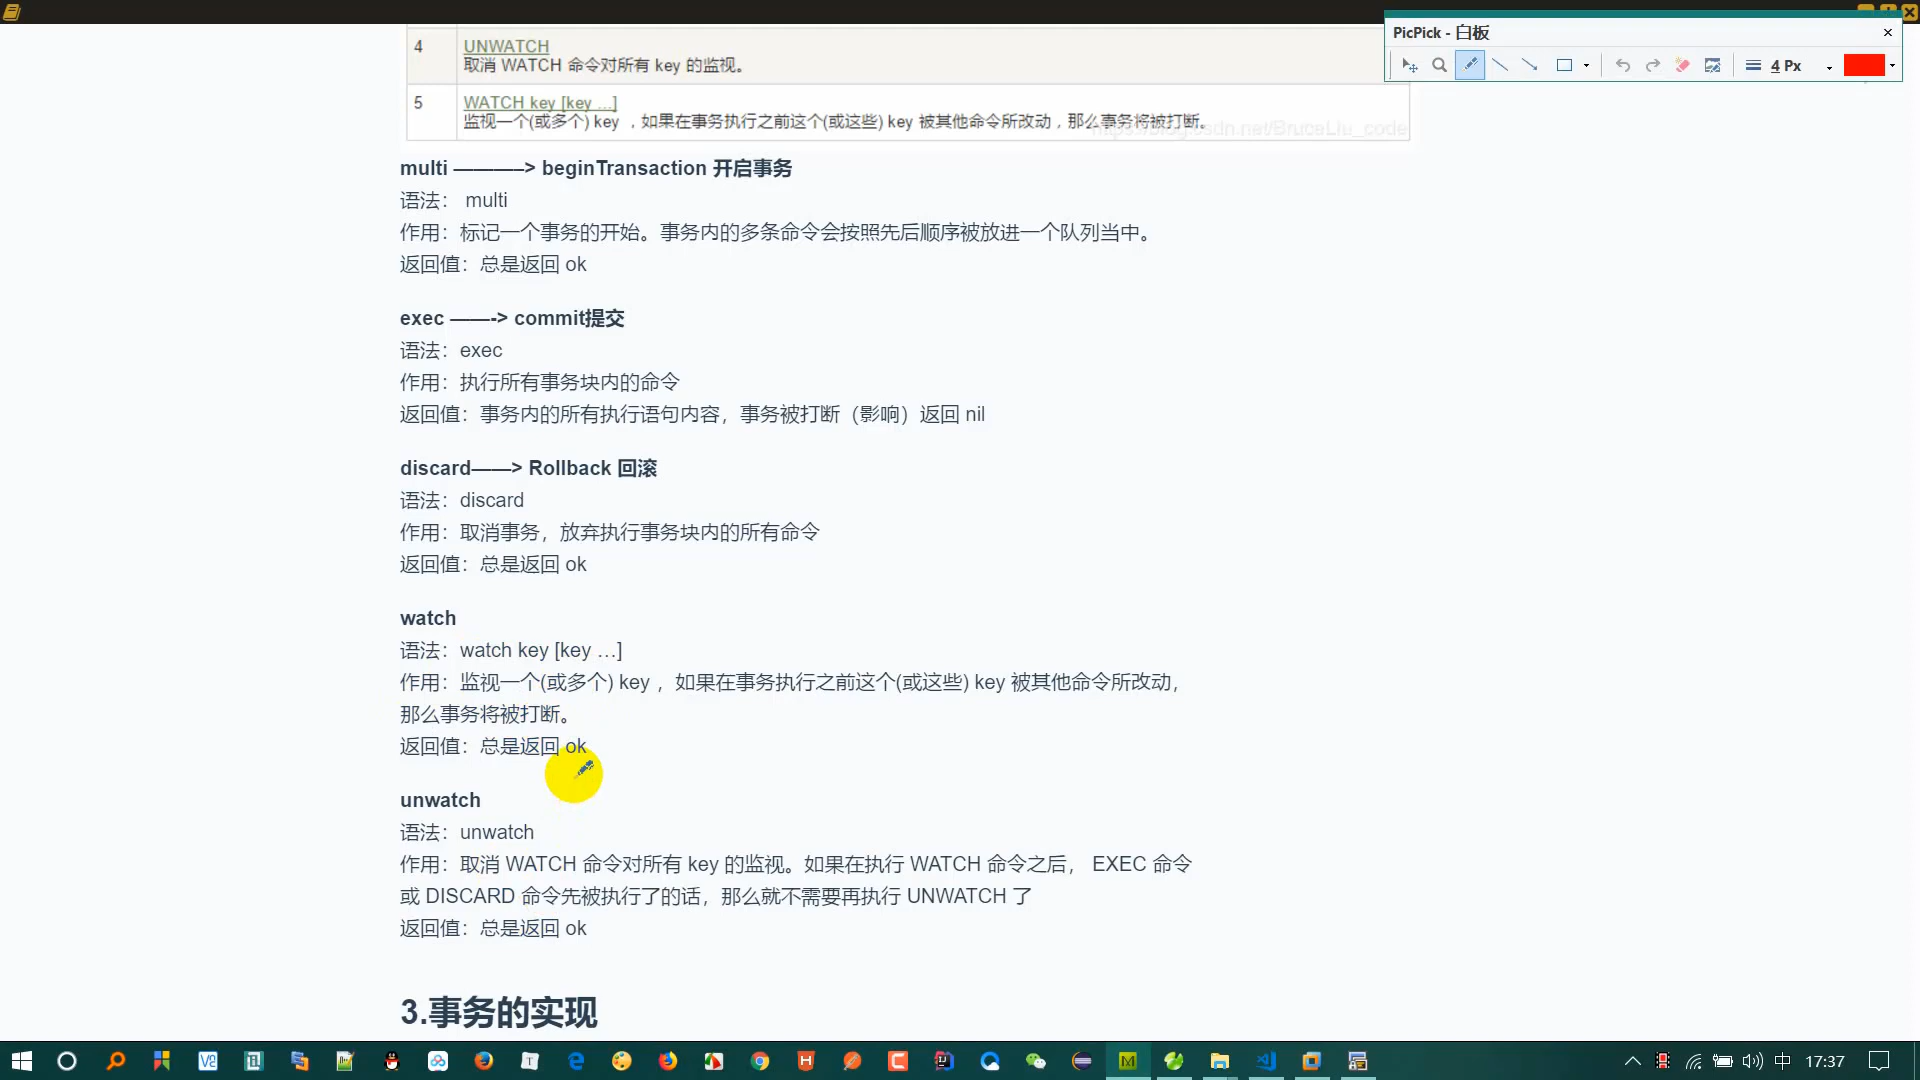 PicPick - 白板
4 Px
4
UNWATCH
取消 WATCH 命令对所有 key 的监视。
5
WATCH key [key ...]
监视一个(或多个) key ，如果在事务执行之前这个(或这些) key 被其他命令所改动，那么事务将被打断。
https://blog.csdn.net/BruceLiu_code
multi ————> beginTransaction 开启事务
语法： multi
作用：标记一个事务的开始。事务内的多条命令会按照先后顺序被放进一个队列当中。
返回值：总是返回 ok
exec ——-> commit提交
语法：exec
作用：执行所有事务块内的命令
返回值：事务内的所有执行语句内容，事务被打断（影响）返回 nil
discard——> Rollback 回滚
语法：discard
作用：取消事务，放弃执行事务块内的所有命令
返回值：总是返回 ok
watch
语法：watch key [key …]
作用：监视一个(或多个) key ，如果在事务执行之前这个(或这些) key 被其他命令所改动，
那么事务将被打断。
返回值：总是返回 ok
unwatch
语法：unwatch
作用：取消 WATCH 命令对所有 key 的监视。如果在执行 WATCH 命令之后， EXEC 命令
或 DISCARD 命令先被执行了的话，那么就不需要再执行 UNWATCH 了
返回值：总是返回 ok
3.事务的实现
中
17:37